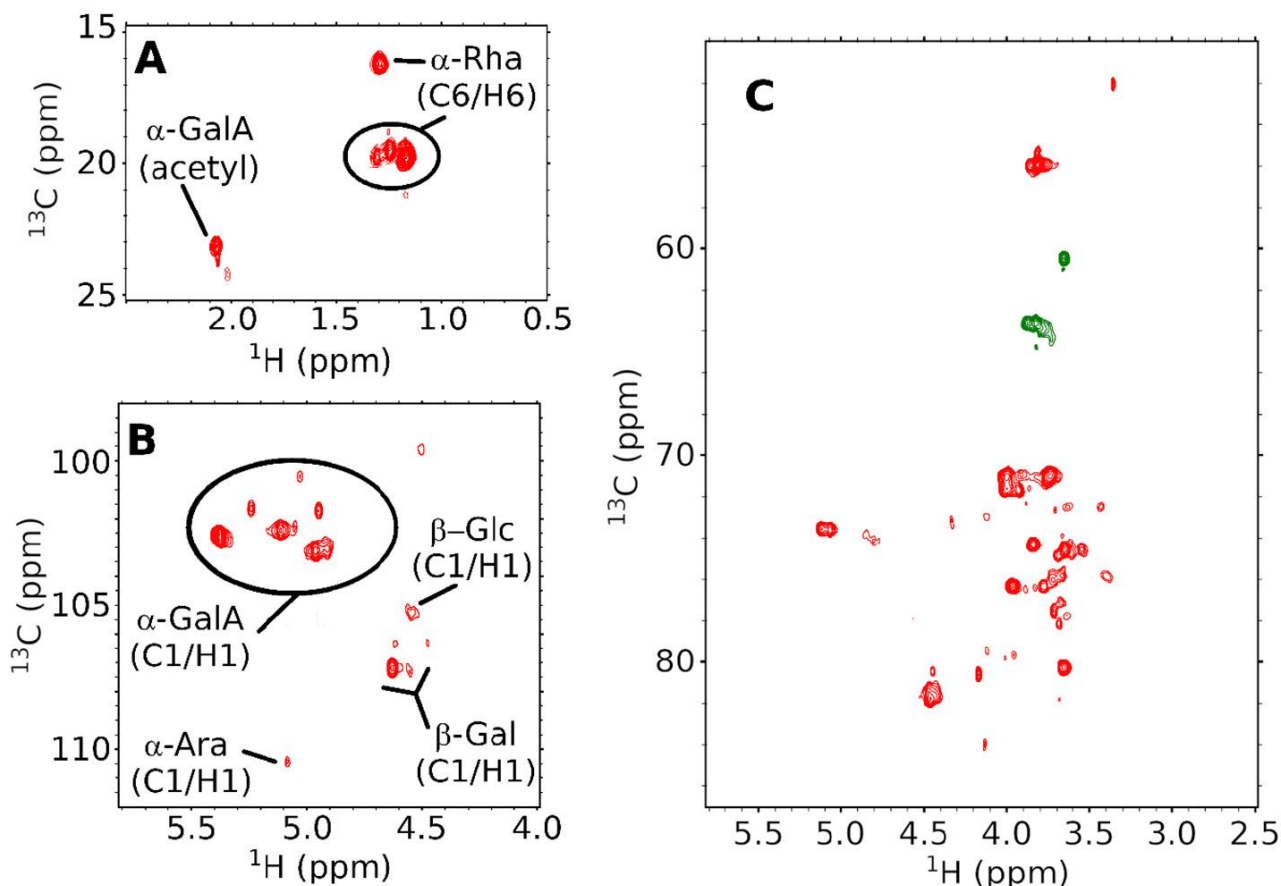 A
15
20
25
13C (ppm)
α-Rha
(C6/H6)
α-GalA
(acetyl)
2.0 1.5 1.0 0.5
1H (ppm)
B
100
105
110
13C (ppm)
β–Glc
(C1/H1)
α-GalA
(C1/H1)
α-Ara
(C1/H1)
β-Gal
(C1/H1)
5.5 5.0 4.5 4.0
1H (ppm)
C
60
70
80
13C (ppm)
5.5 5.0 4.5 4.0 3.5 3.0 2.5
1H (ppm)